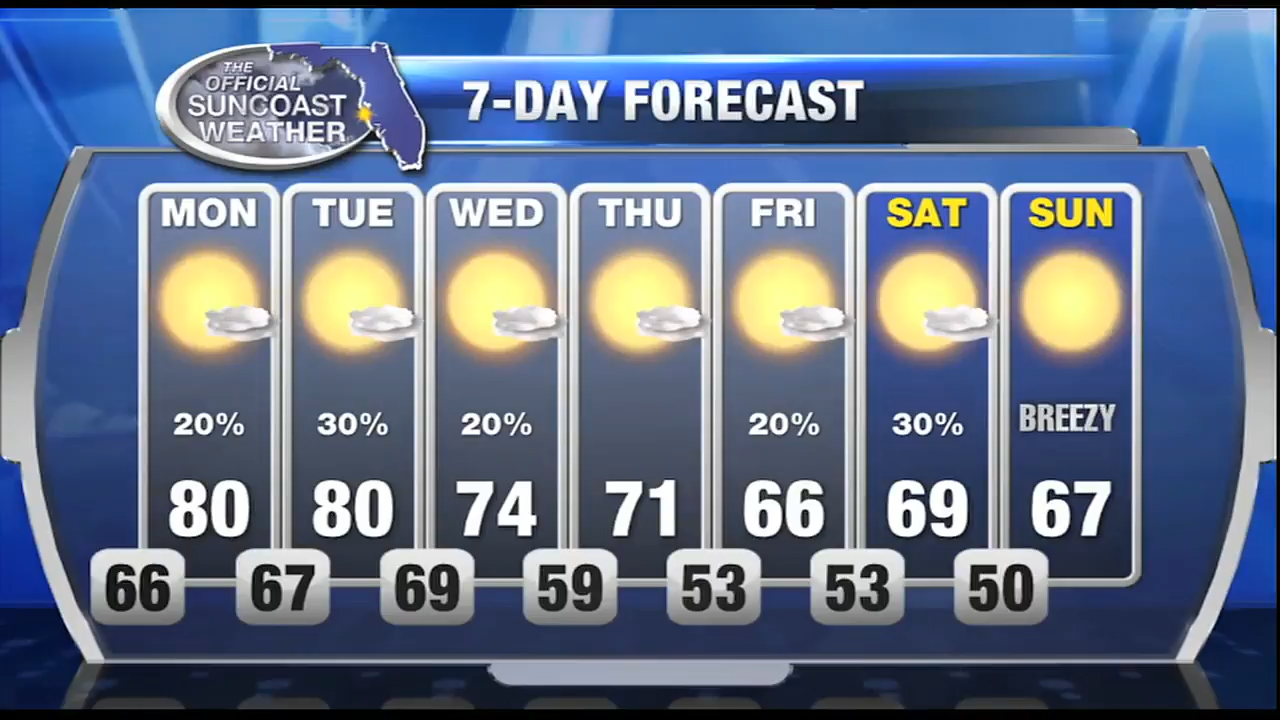 THE
OFFICIAL
SUNCOAST
WEATHER
7-DAY FORECAST
MON TUE WED THU FRI SAT SUN
20% 30% 20% 20% 30% BREEZY
80 80 74 71 66 69 67
66 67 69 59 53 53 50